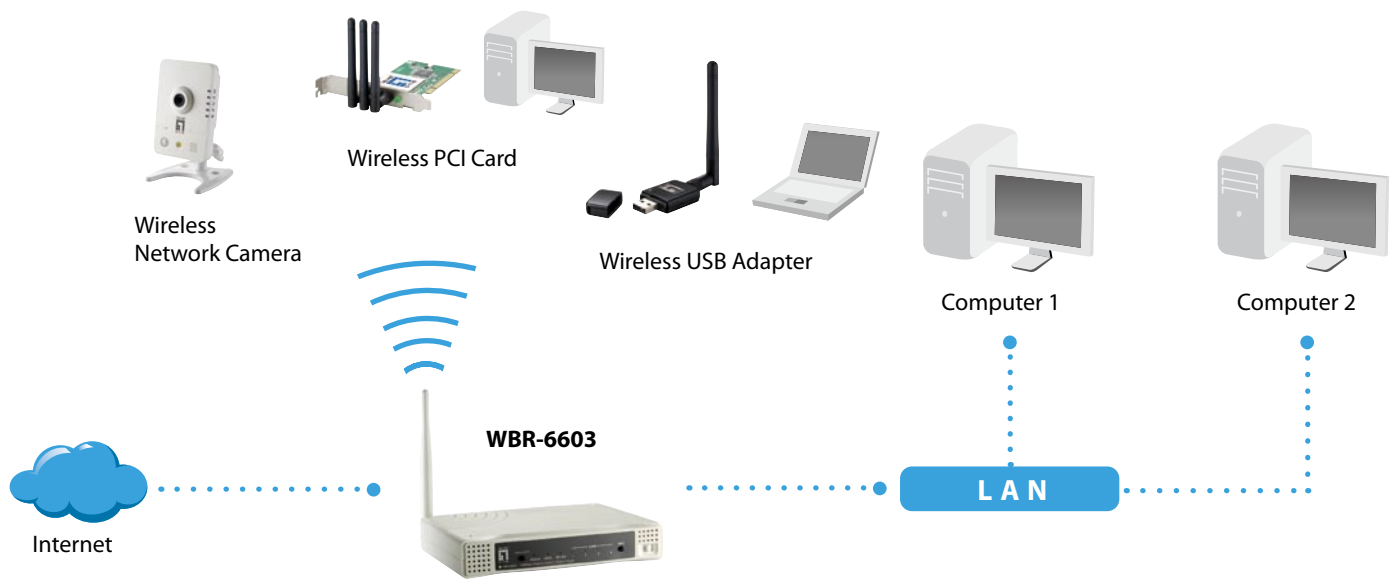 Wireless PCI Card
Wireless
Network Camera
Wireless USB Adapter
Computer 1
Computer 2
WBR-6603
LAN
Internet